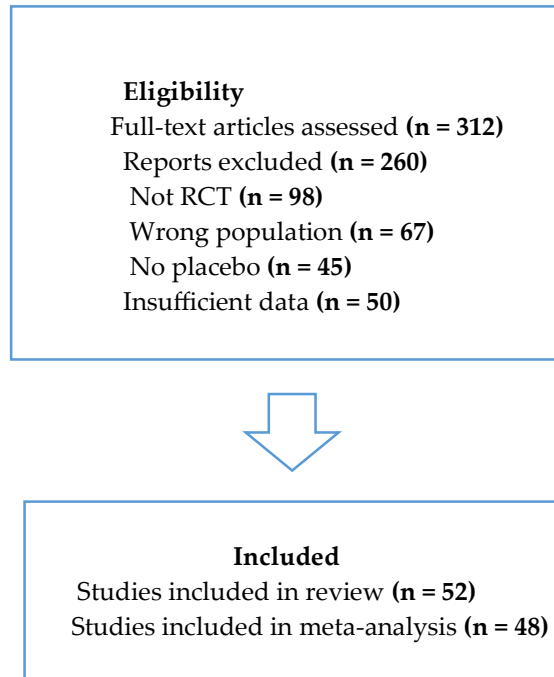 Eligibility
Full-text articles assessed (n = 312)
Reports excluded (n = 260)
Not RCT (n = 98)
Wrong population (n = 67)
No placebo (n = 45)
Insufficient data (n = 50)
Included
Studies included in review (n = 52)
Studies included in meta-analysis (n = 48)